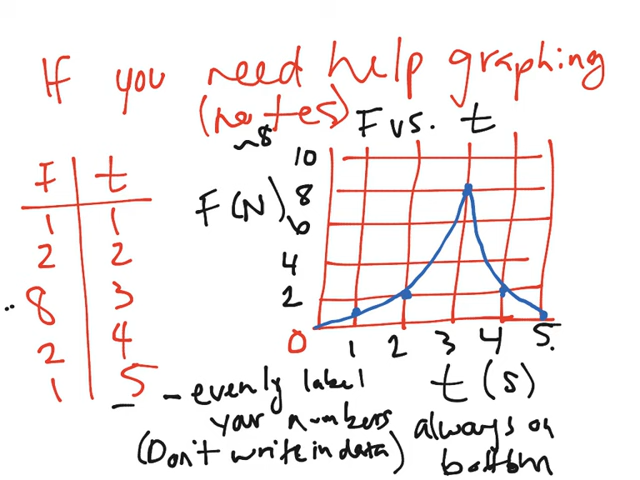 If you need help graphing
(notes)
~8
F vs. t
F t
1 1
2 2
8 3
2 4
1 5
F (N)
10
8
6
4
2
0
1 2 3 4 5
t (s)
- evenly label
your numbers
(Don't write in data)
always on
bottom